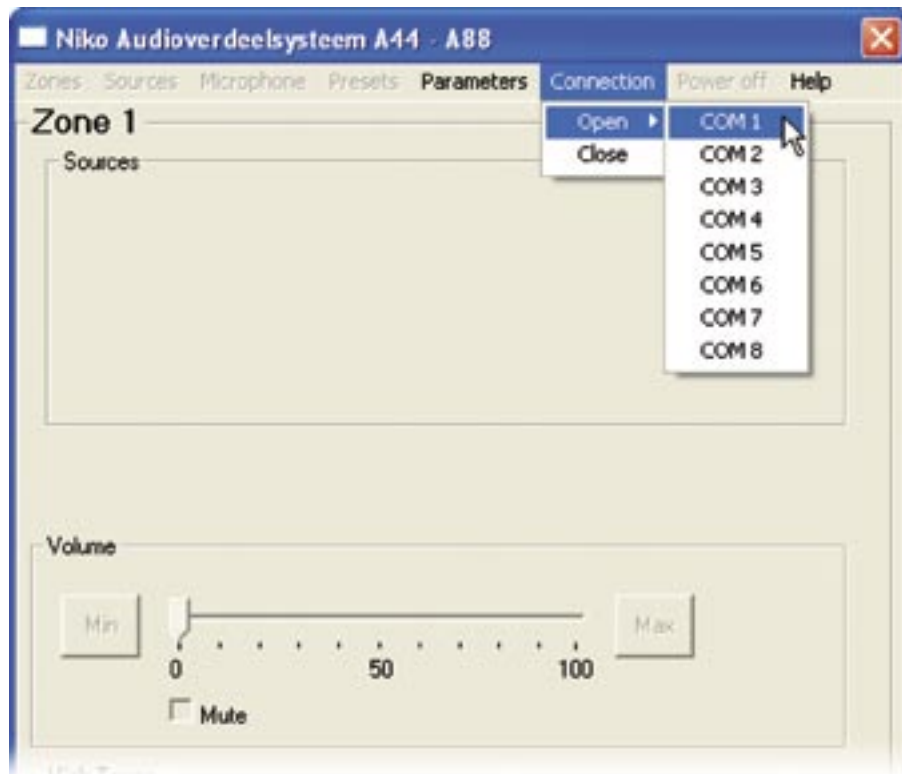 Niko Audioverdeelsysteem A44 - A88
Zones Sources Microphone Presets Parameters Connection Power off Help
Zone 1
Open COM 1
Sources
Close COM 2
COM 3
COM 4
COM 5
COM 6
COM 7
COM 8
Volume
Min Max
0 50 100
Mute